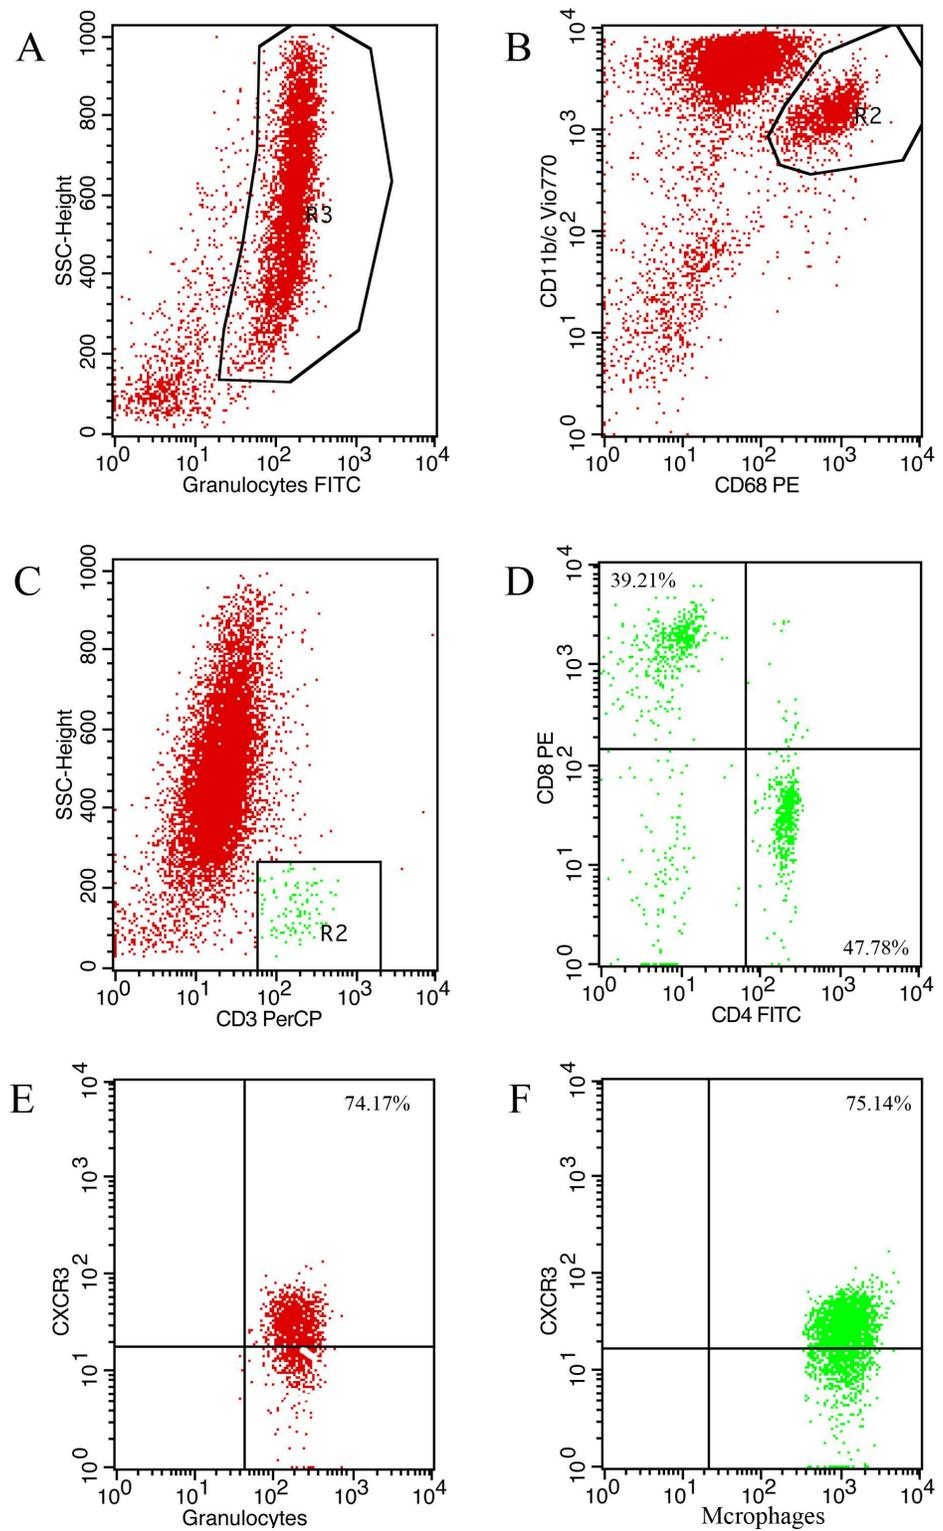 A
1000
800
600
400
200
0
SSC-Height
R3
10^0 10^1 10^2 10^3 10^4
Granulocytes FITC
B
10^4
10^3
10^2
10^1
10^0
CD11b/c Vio770
R2
10^0 10^1 10^2 10^3 10^4
CD68 PE
C
1000
800
600
400
200
0
SSC-Height
R2
10^0 10^1 10^2 10^3 10^4
CD3 PerCP
D
10^4
10^3
10^2
10^1
10^0
CD8 PE
39.21%
47.78%
10^0 10^1 10^2 10^3 10^4
CD4 FITC
E
10^4
10^3
10^2
10^1
10^0
CXCR3
74.17%
10^0 10^1 10^2 10^3 10^4
Granulocytes
F
10^4
10^3
10^2
10^1
10^0
CXCR3
75.14%
10^0 10^1 10^2 10^3 10^4
Mcrophages